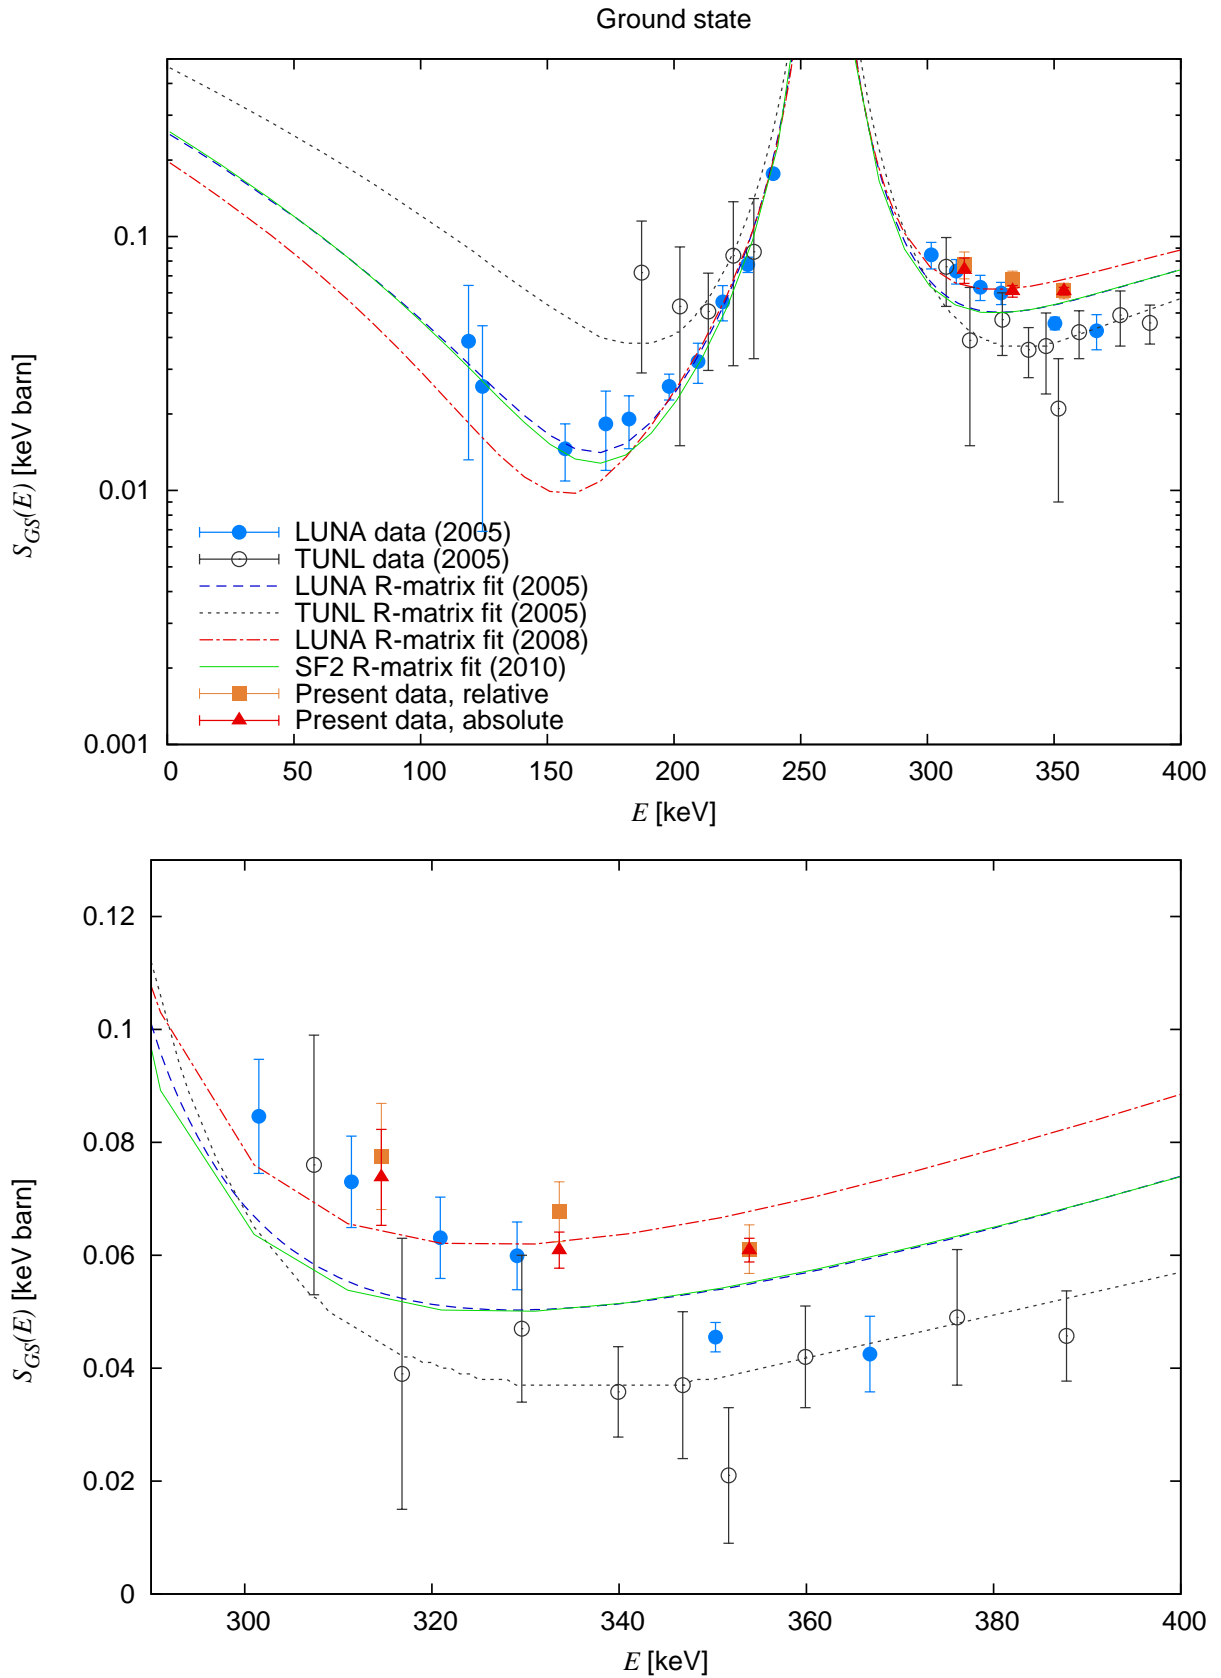 Ground state
S_GS(E) [keV barn]
0.1
0.01
0.001
LUNA data (2005)
TUNL data (2005)
LUNA R-matrix fit (2005)
TUNL R-matrix fit (2005)
LUNA R-matrix fit (2008)
SF2 R-matrix fit (2010)
Present data, relative
Present data, absolute
0 50 100 150 200 250 300 350 400
E [keV]
S_GS(E) [keV barn]
0.12
0.1
0.08
0.06
0.04
0.02
0
300 320 340 360 380 400
E [keV]